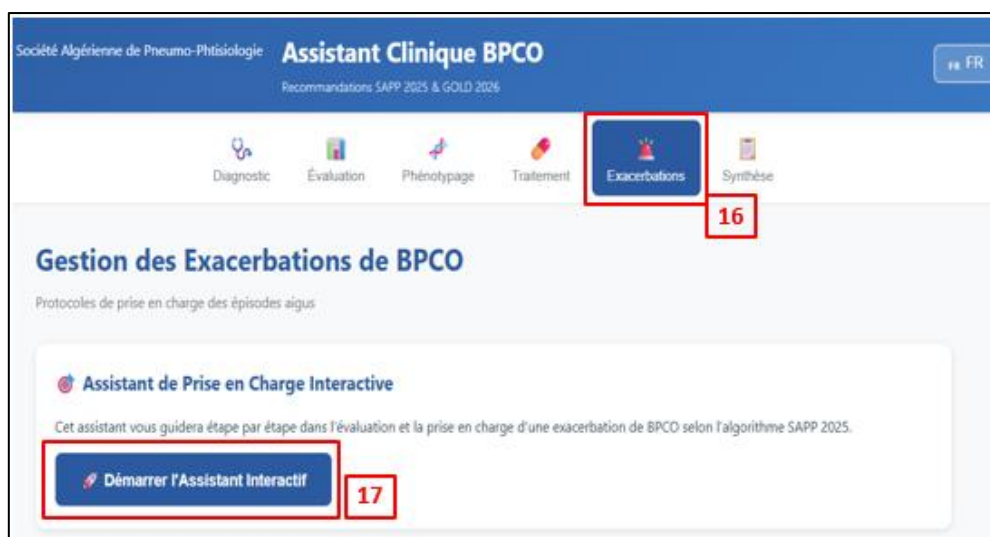 Société Algérienne de Pneumo-Phtisiologie
Assistant Clinique BPCO
Recommandations SAPP 2025 & GOLD 2026
FR FR
Diagnostic
Évaluation
Phénotypage
Traitement
Exacerbations
Synthèse
16
Gestion des Exacerbations de BPCO
Protocoles de prise en charge des épisodes aigus
Assistant de Prise en Charge Interactive
Cet assistant vous guidera étape par étape dans l'évaluation et la prise en charge d'une exacerbation de BPCO selon l'algorithme SAPP 2025.
Démarrer l'Assistant Interactif
17